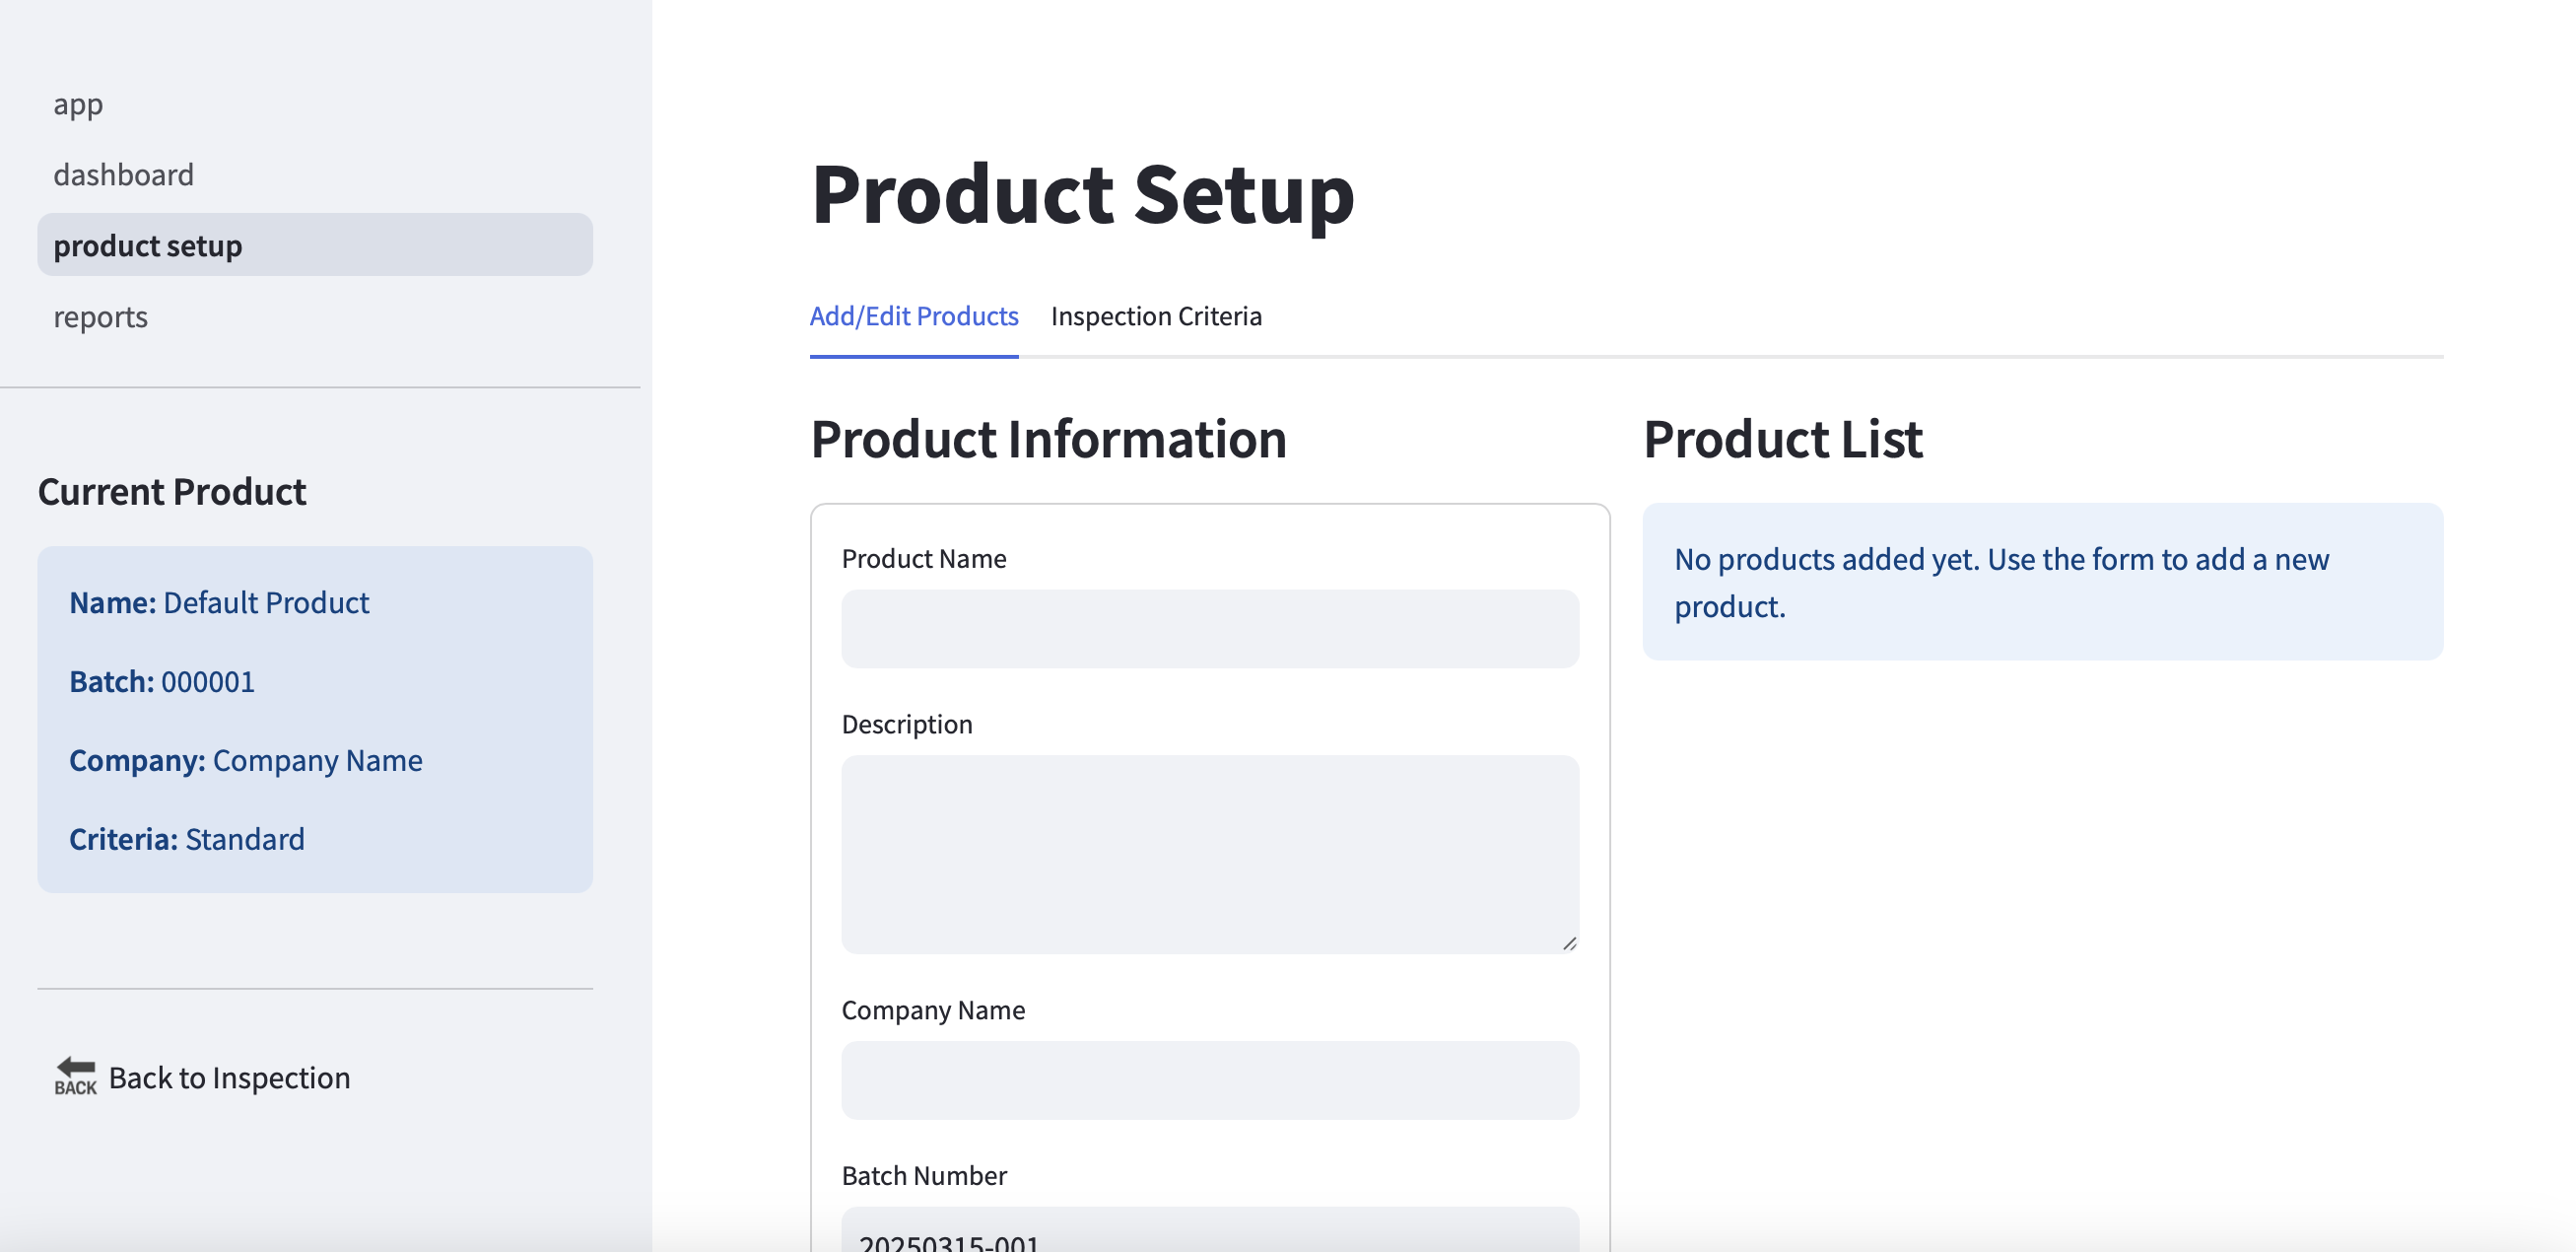 app
dashboard
product setup
reports
Current Product
Name: Default Product
Batch: 000001
Company: Company Name
Criteria: Standard
BACK Back to Inspection
Product Setup
Add/Edit Products Inspection Criteria
Product Information
Product Name
Description
Company Name
Batch Number
20250315-001
Product List
No products added yet. Use the form to add a new
product.